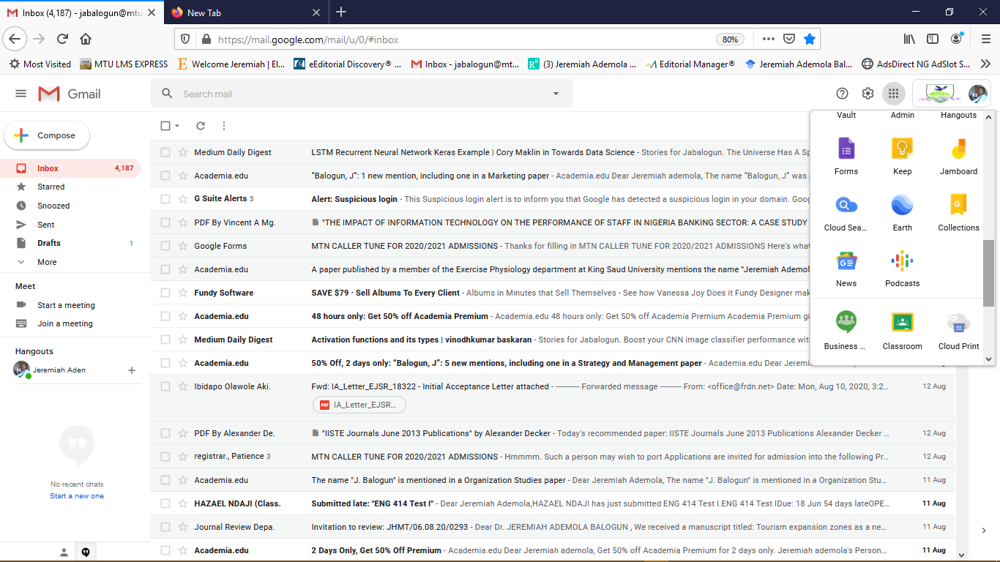 Inbox (4,187) - jabalogun@mtu
New Tab
https://mail.google.com/mail/u/0/#inbox
80%
Most Visited
MTU LMS EXPRESS
Welcome Jeremiah | El...
eEditorial Discovery® ...
Inbox - jabalogun@mt...
(3) Jeremiah Ademola ...
Editorial Manager®
Jeremiah Ademola Bal...
AdsDirect NG AdSlot S...
Gmail
Search mail
Compose
Inbox 4,187
Starred
Snoozed
Sent
Drafts 1
More
Meet
Start a meeting
Join a meeting
Hangouts
Jeremiah Adem
No recent chats
Start a new one
Medium Daily Digest LSTM Recurrent Neural Network Keras Example | Cory Maklin in Towards Data Science - Stories for Jabalogun. The Universe Has A Sp
Academia.edu “Balogun, J”: 1 new mention, including one in a Marketing paper - Academia.edu Dear Jeremiah ademola, The name “Balogun, J” was
G Suite Alerts 5 Alert: Suspicious login - This Suspicious login alert is to inform you that Google has detected a suspicious login in your domain. Goog
PDF By Vincent A Mg. "THE IMPACT OF INFORMATION TECHNOLOGY ON THE PERFORMANCE OF STAFF IN NIGERIA BANKING SECTOR: A CASE STUDY
Google Forms MTN CALLER TUNE FOR 2020/2021 ADMISSIONS - Thanks for filling in MTN CALLER TUNE FOR 2020/2021 ADMISSIONS Here's what
Academia.edu A paper published by a member of the Exercise Physiology department at King Saud University mentions the name "Jeremiah Ademol
Fundy Software SAVE $79 · Sell Albums To Every Client - Albums in Minutes that Sell Themselves - See how Vanessa Joy Does it Fundy Designer mak
Academia.edu 48 hours only: Get 50% off Academia Premium - Academia.edu 48 hours only: Get 50% off Academia Premium Academia Premium gi
Medium Daily Digest Activation functions and its types | vinodhkumar baskaran - Stories for Jabalogun. Boost your CNN image classifier performance wit
Academia.edu 50% Off, 2 days only: “Balogun, J”: 5 new mentions, including one in a Strategy and Management paper - Academia.edu Dear Jerem
Ibidapo Olawole Aki. Fwd: IA_Letter_EJSR_18322 - Initial Acceptance Letter attached - ---------- Forwarded message --------- From: <office@frdn.net> Date: Mon, Aug 10, 2020, 3:2... 12 Aug
PDF IA_Letter_EJSR...
PDF By Alexander De. "IISTE Journals June 2013 Publications" by Alexander Decker - Today's recommended paper: IISTE Journals June 2013 Publications Alexander Decker ... 12 Aug
registrar., Patience 3 MTN CALLER TUNE FOR 2020/2021 ADMISSIONS - Hmmmm. Such a person may wish to port Applications are invited for admission into the following Pr... 12 Aug
Academia.edu The name "J. Balogun" is mentioned in a Organization Studies paper - Dear Jeremiah Ademola, The name "J. Balogun" is mentioned in a Organization Stu... 11 Aug
HAZAEL NDAJI (Class. Submitted late: "ENG 414 Test I" - Dear Jeremiah Ademola,HAZAEL NDAJI has just submitted ENG 414 Test I.ENG 414 Test IDue: 18 Jun 54 days lateOPE... 11 Aug
Journal Review Depa. Invitation to review: JHMT/06.08.20/0293 - Dear Dr. JEREMIAH ADEMOLA BALOGUN , We received a manuscript titled: Tourism expansion zones as a ne... 11 Aug
Academia.edu 2 Days Only, Get 50% Off Premium - Academia.edu Dear Jeremiah ademola, Get 50% off Academia Premium for 2 days only. Jeremiah ademola's Person... 11 Aug
Vault Admin Hangouts
Forms Keep Jamboard
Cloud Sea... Earth Collections
News Podcasts
Business ... Classroom Cloud Print